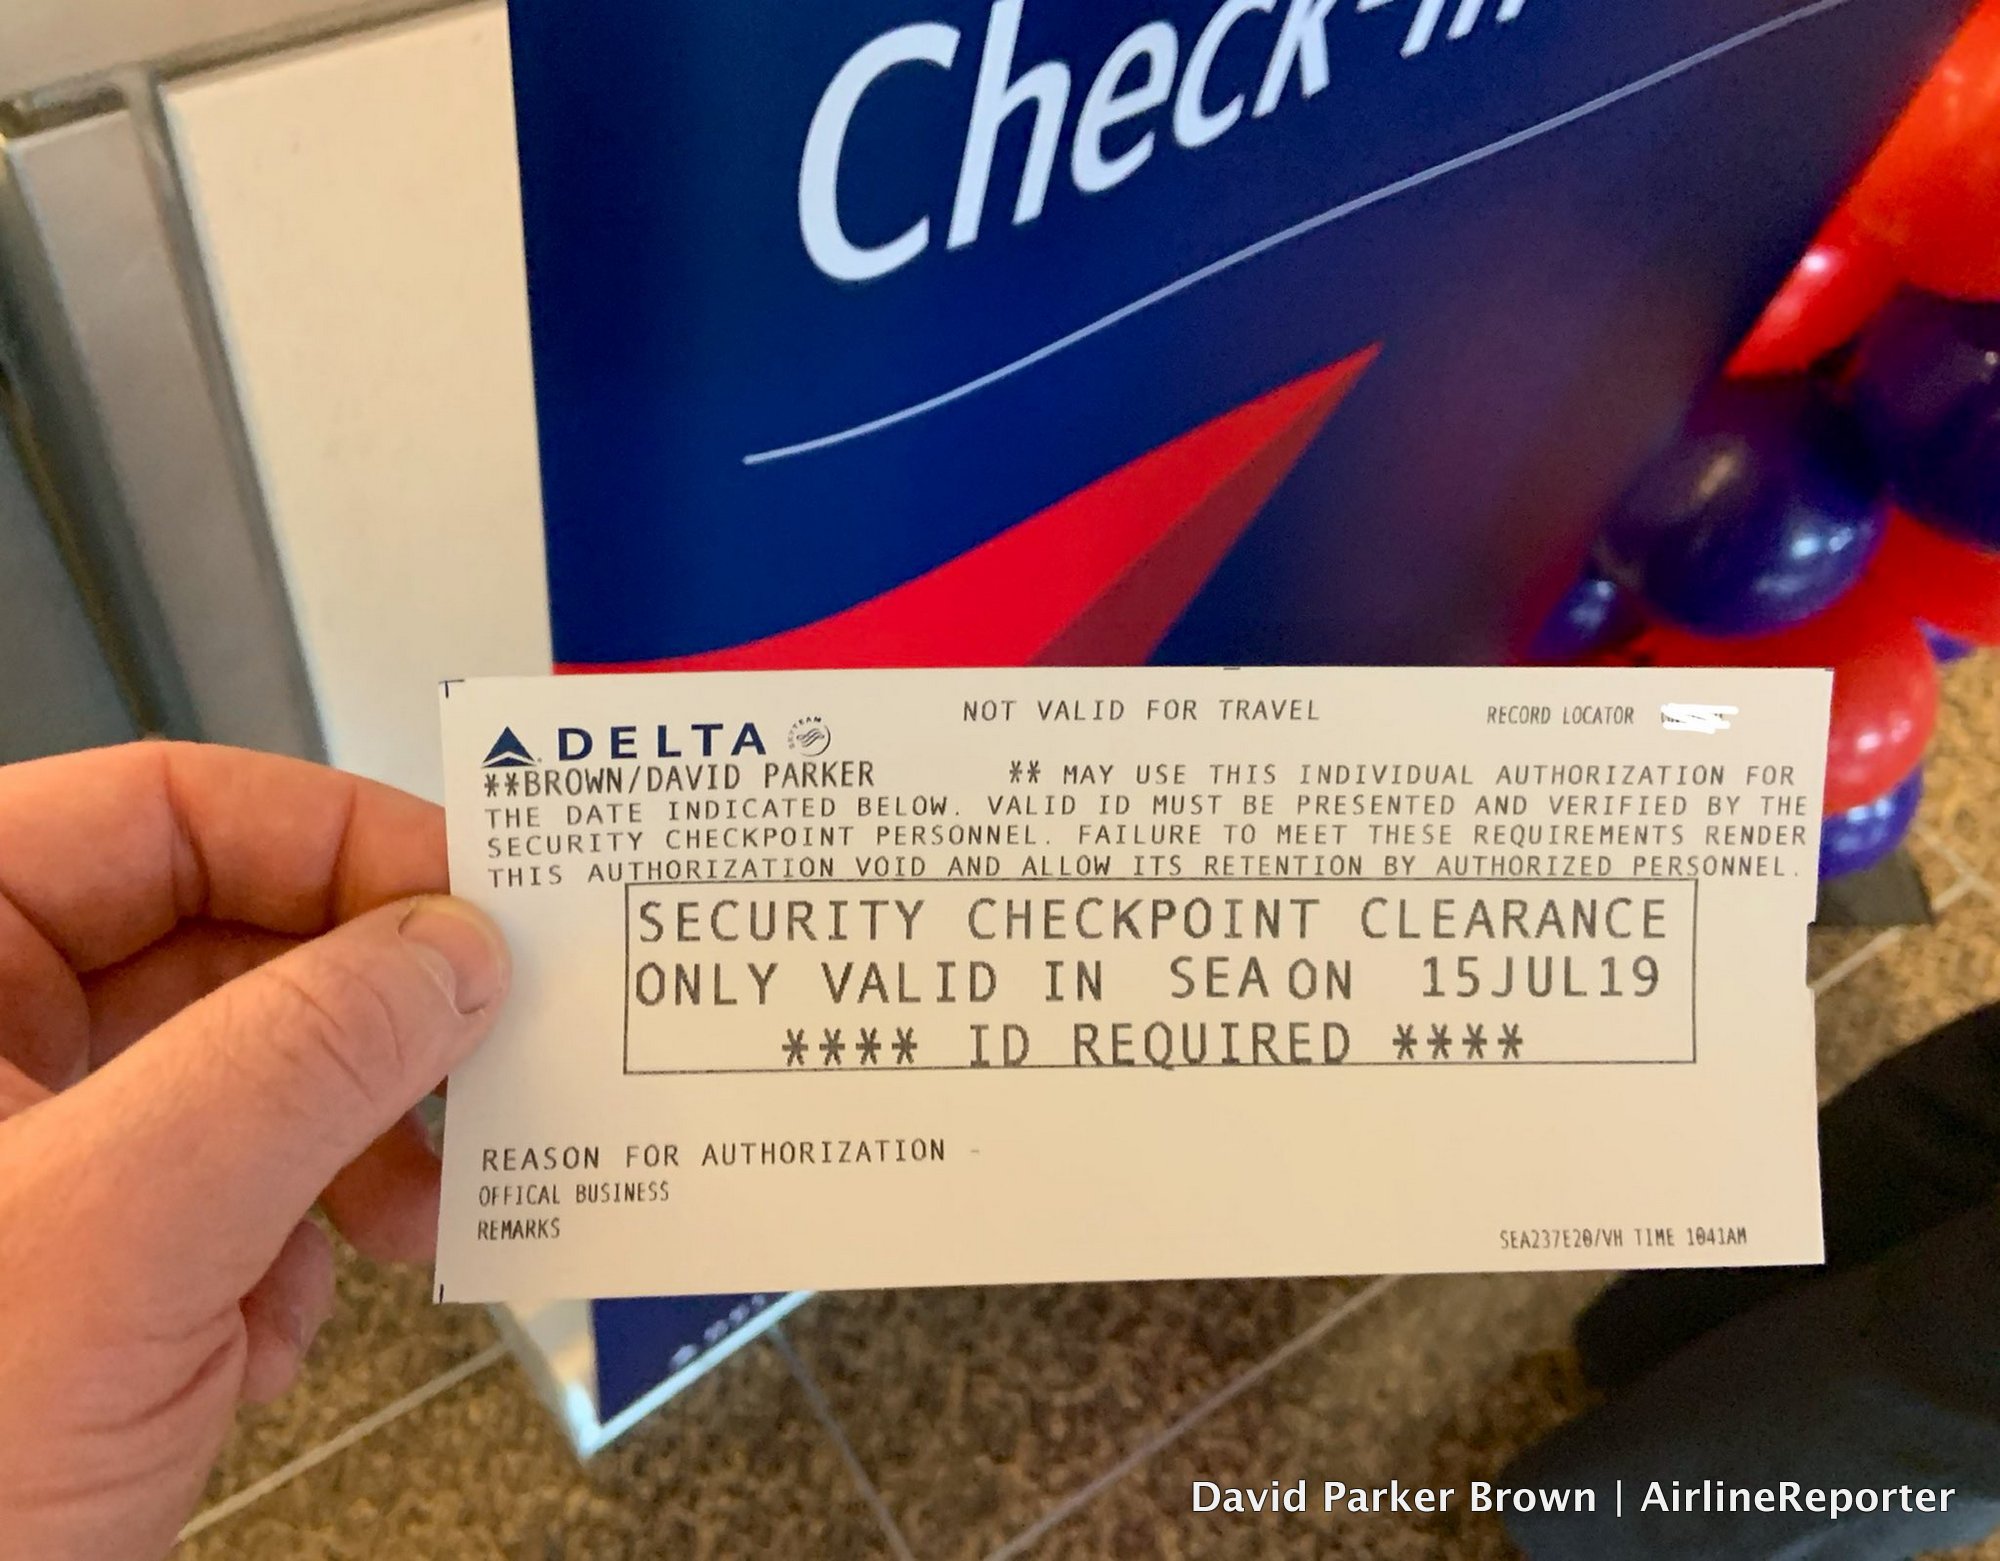 Check-in
NOT VALID FOR TRAVEL
RECORD LOCATOR
DELTA
SKYTEAM
**BROWN/DAVID PARKER ** MAY USE THIS INDIVIDUAL AUTHORIZATION FOR
THE DATE INDICATED BELOW. VALID ID MUST BE PRESENTED AND VERIFIED BY THE
SECURITY CHECKPOINT PERSONNEL. FAILURE TO MEET THESE REQUIREMENTS RENDER
THIS AUTHORIZATION VOID AND ALLOW ITS RETENTION BY AUTHORIZED PERSONNEL.
SECURITY CHECKPOINT CLEARANCE
ONLY VALID IN SEA ON 15JUL19
**** ID REQUIRED ****
REASON FOR AUTHORIZATION -
OFFICAL BUSINESS
REMARKS
SEA237E20/VH TIME 1041AM
David Parker Brown | AirlineReporter